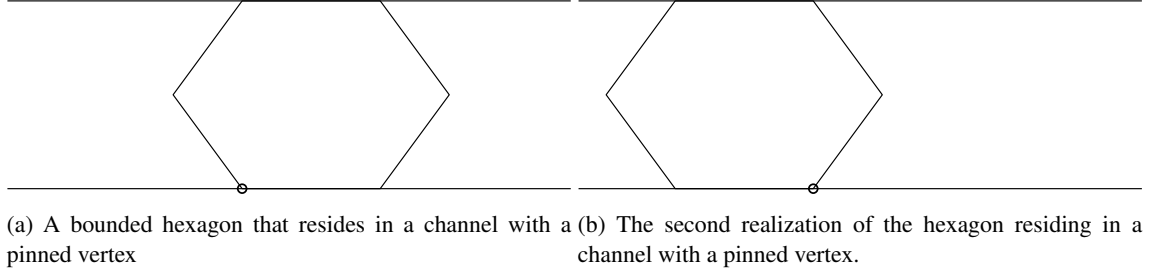 (a) A bounded hexagon that resides in a channel with a
pinned vertex
(b) The second realization of the hexagon residing in a
channel with a pinned vertex.